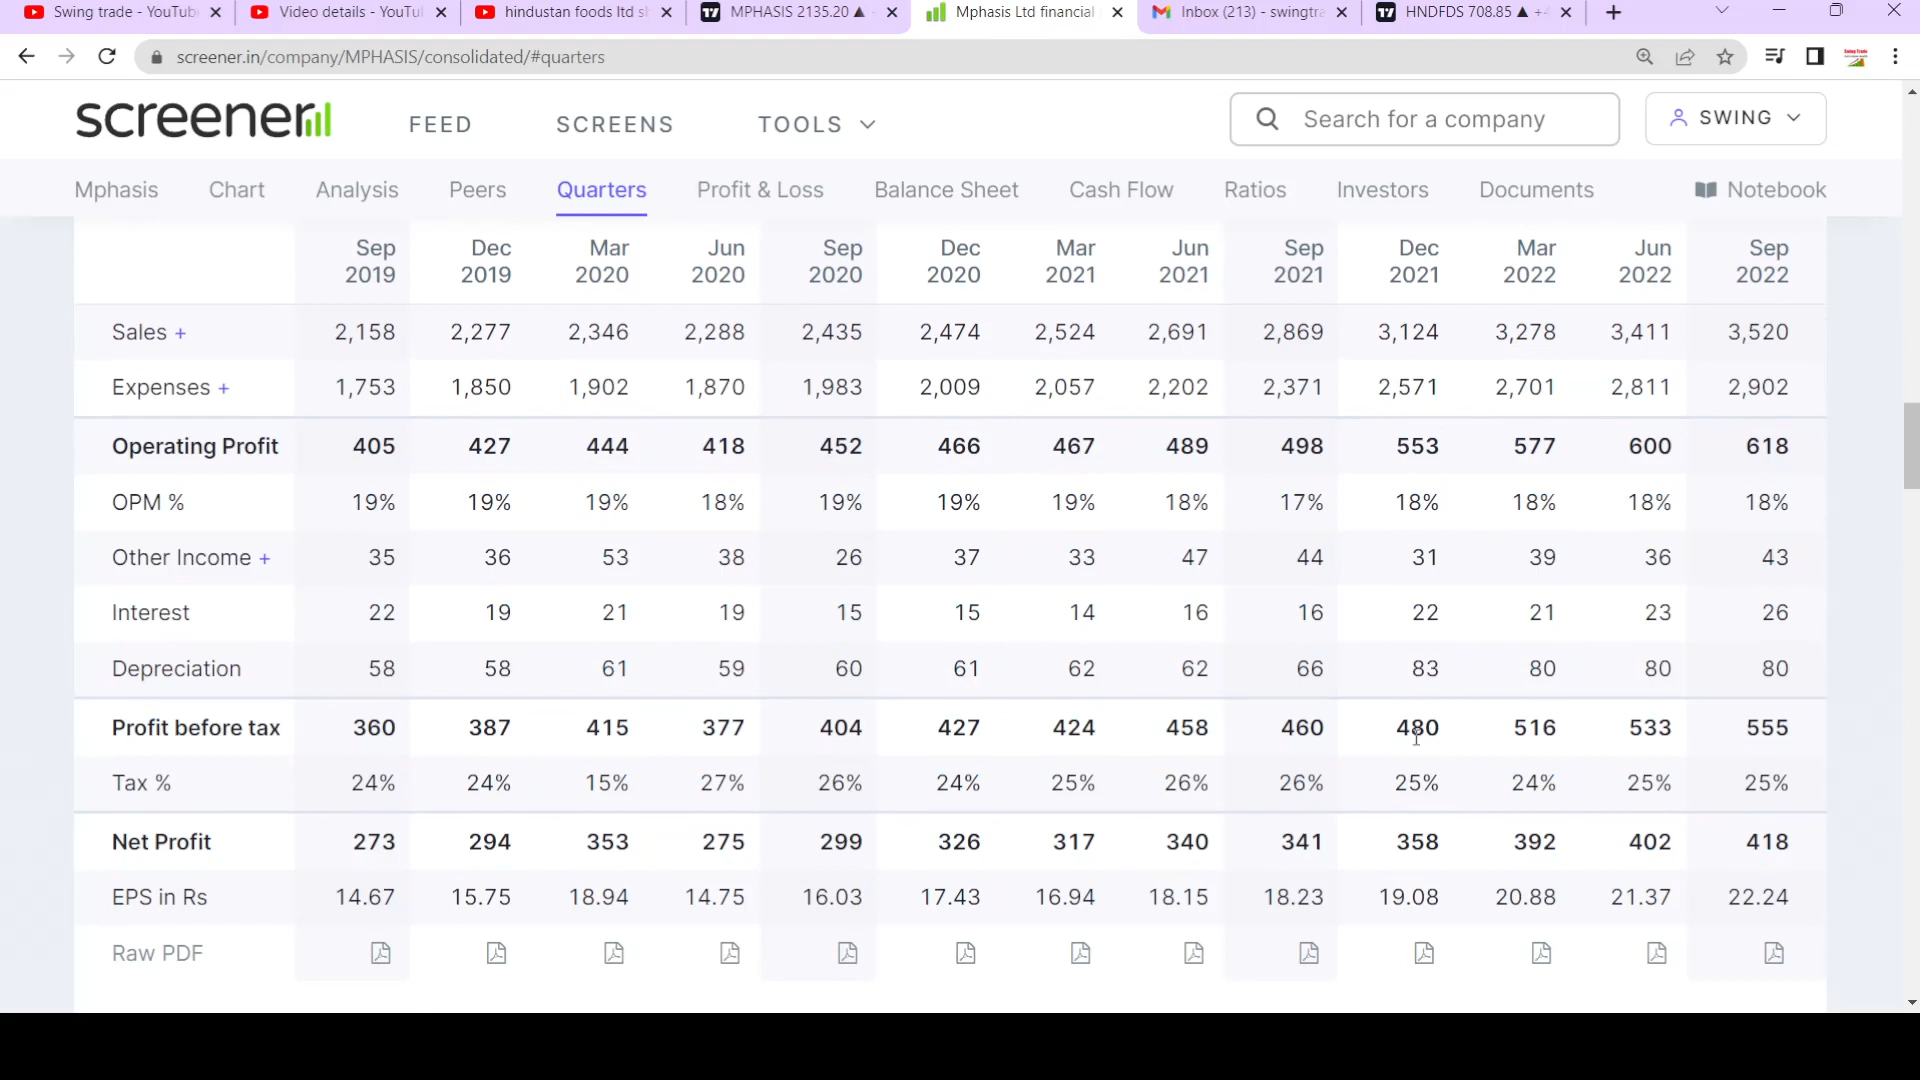 Swing trade - YouTub
Video details - YouTu
hindustan foods ltd s
MPHASIS 2135.20 ▲
Mphasis Ltd financial
Inbox (213) - swingtr
HNDFDS 708.85 ▲ +
screener.in/company/MPHASIS/consolidated/#quarters
screener
FEED
SCREENS
TOOLS
Search for a company
SWING
Mphasis Chart Analysis Peers Quarters Profit & Loss Balance Sheet Cash Flow Ratios Investors Documents Notebook
Sep 2019 Dec 2019 Mar 2020 Jun 2020 Sep 2020 Dec 2020 Mar 2021 Jun 2021 Sep 2021 Dec 2021 Mar 2022 Jun 2022 Sep 2022
Sales + 2,158 2,277 2,346 2,288 2,435 2,474 2,524 2,691 2,869 3,124 3,278 3,411 3,520
Expenses + 1,753 1,850 1,902 1,870 1,983 2,009 2,057 2,202 2,371 2,571 2,701 2,811 2,902
Operating Profit 405 427 444 418 452 466 467 489 498 553 577 600 618
OPM % 19% 19% 19% 18% 19% 19% 19% 18% 17% 18% 18% 18% 18%
Other Income + 35 36 53 38 26 37 33 47 44 31 39 36 43
Interest 22 19 21 19 15 15 14 16 16 22 21 23 26
Depreciation 58 58 61 59 60 61 62 62 66 83 80 80 80
Profit before tax 360 387 415 377 404 427 424 458 460 480 516 533 555
Tax % 24% 24% 15% 27% 26% 24% 25% 26% 26% 25% 24% 25% 25%
Net Profit 273 294 353 275 299 326 317 340 341 358 392 402 418
EPS in Rs 14.67 15.75 18.94 14.75 16.03 17.43 16.94 18.15 18.23 19.08 20.88 21.37 22.24
Raw PDF